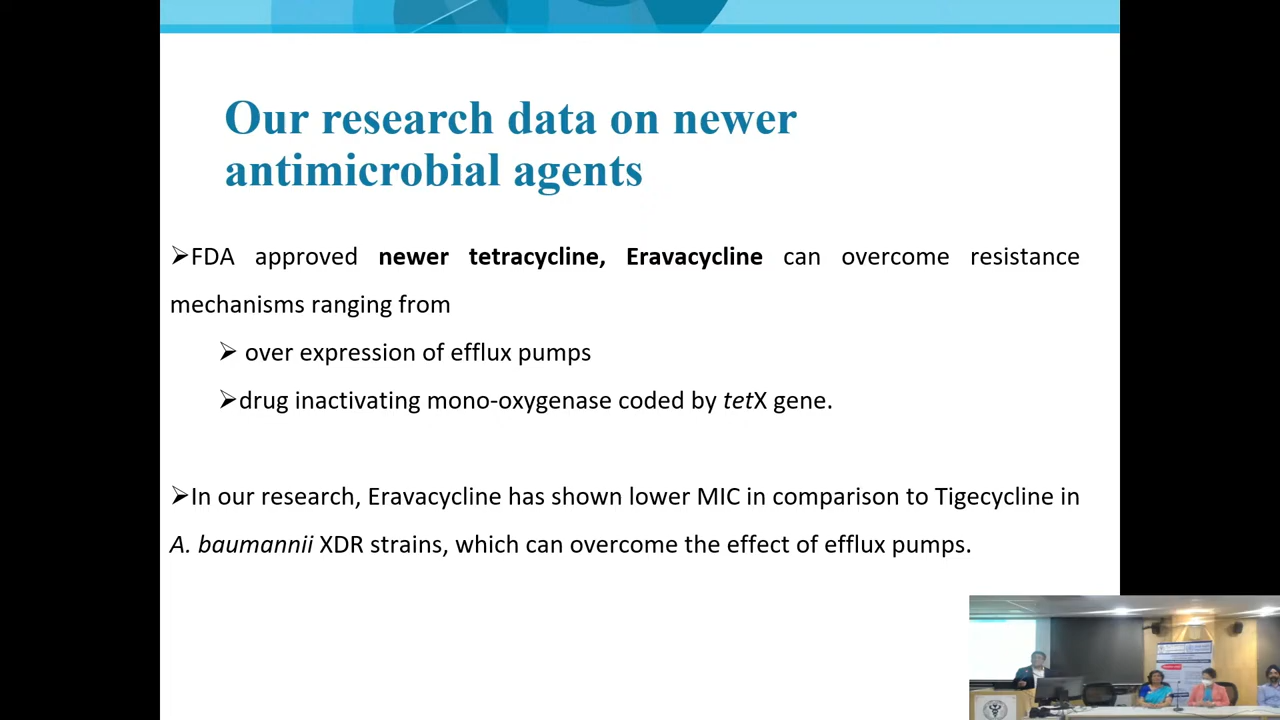 Our research data on newer
antimicrobial agents
➢FDA approved newer tetracycline, Eravacycline can overcome resistance
mechanisms ranging from
➢ over expression of efflux pumps
➢drug inactivating mono-oxygenase coded by tetX gene.
➢In our research, Eravacycline has shown lower MIC in comparison to Tigecycline in
A. baumannii XDR strains, which can overcome the effect of efflux pumps.